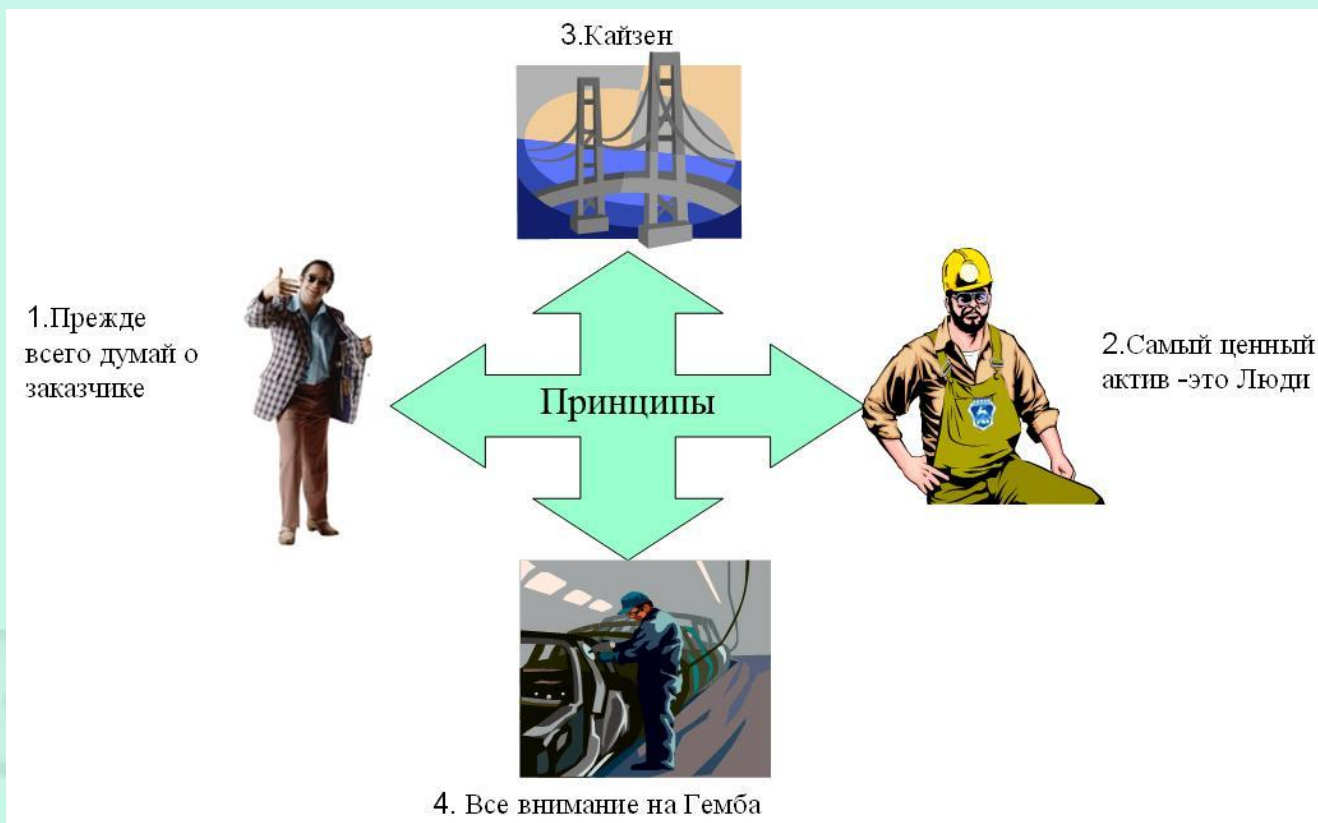 3.Кайзен
1.Прежде
всего думай о
заказчике
Принципы
2.Самый ценный
актив -это Люди
4. Все внимание на Гемба